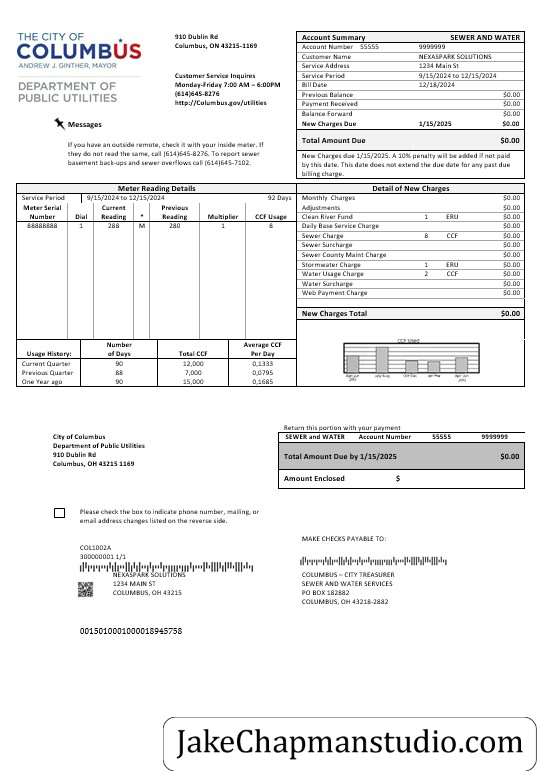 THE CITY OF
COLUMBUS
ANDREW J. GINTHER, MAYOR
DEPARTMENT OF
PUBLIC UTILITIES
910 Dublin Rd
Columbus, ON 43215-1169
Customer Service Inquires
Monday-Friday 7:00 AM – 6:00PM
(614)645-8276
http://Columbus.gov/utilities
Messages
If you have an outside remote, check it with your inside meter. If
they do not read the same, call (614)645-8276. To report sewer
basement back-ups and sewer overflows call (614)645-7102.
Account Summary SEWER AND WATER
Account Number 55555 9999999
Customer Name NEXASPARK SOLUTIONS
Service Address 1234 Main St
Service Period 9/15/2024 to 12/15/2024
Bill Date 12/18/2024
Previous Balance $0.00
Payment Received $0.00
Balance Forward $0.00
New Charges Due 1/15/2025 $0.00
Total Amount Due $0.00
New Charges due 1/15/2025. A 10% penalty will be added if not paid
by this date. This date does not extend the due date for any past due
billing charge.
Meter Reading Details
Service Period 9/15/2024 to 12/15/2024 92 Days
Meter Serial Number Dial Current Reading * Previous Reading Multiplier CCF Usage
88888888 1 288 M 280 1 8
Usage History: Number of Days Total CCF Average CCF Per Day
Current Quarter 90 12,000 0,1333
Previous Quarter 88 7,000 0,0795
One Year ago 90 15,000 0,1685
Detail of New Charges
Monthly Charges $0.00
Adjustments $0.00
Clean River Fund 1 ERU $0.00
Daily Base Service Charge $0.00
Sewer Charge 8 CCF $0.00
Sewer Surcharge $0.00
Sewer County Maint Charge $0.00
Stormwater Charge 1 ERU $0.00
Water Usage Charge 2 CCF $0.00
Water Surcharge $0.00
Web Payment Charge $0.00
New Charges Total $0.00
CCF Used
City of Columbus
Department of Public Utilities
910 Dublin Rd
Columbus, OH 43215 1169
Return this portion with your payment
SEWER and WATER Account Number 55555 9999999
Total Amount Due by 1/15/2025 $0.00
Amount Enclosed $
Please check the box to indicate phone number, mailing, or
email address changes listed on the reverse side.
COL1002A
300000001 1/1
NEXASPARK SOLUTIONS
1234 MAIN ST
COLUMBUS, OH 43215
MAKE CHECKS PAYABLE TO:
COLUMBUS – CITY TREASURER
SEWER AND WATER SERVICES
PO BOX 182882
COLUMBUS, OH 43218-2882
0015010001000018945758
JakeChapmanstudio.com